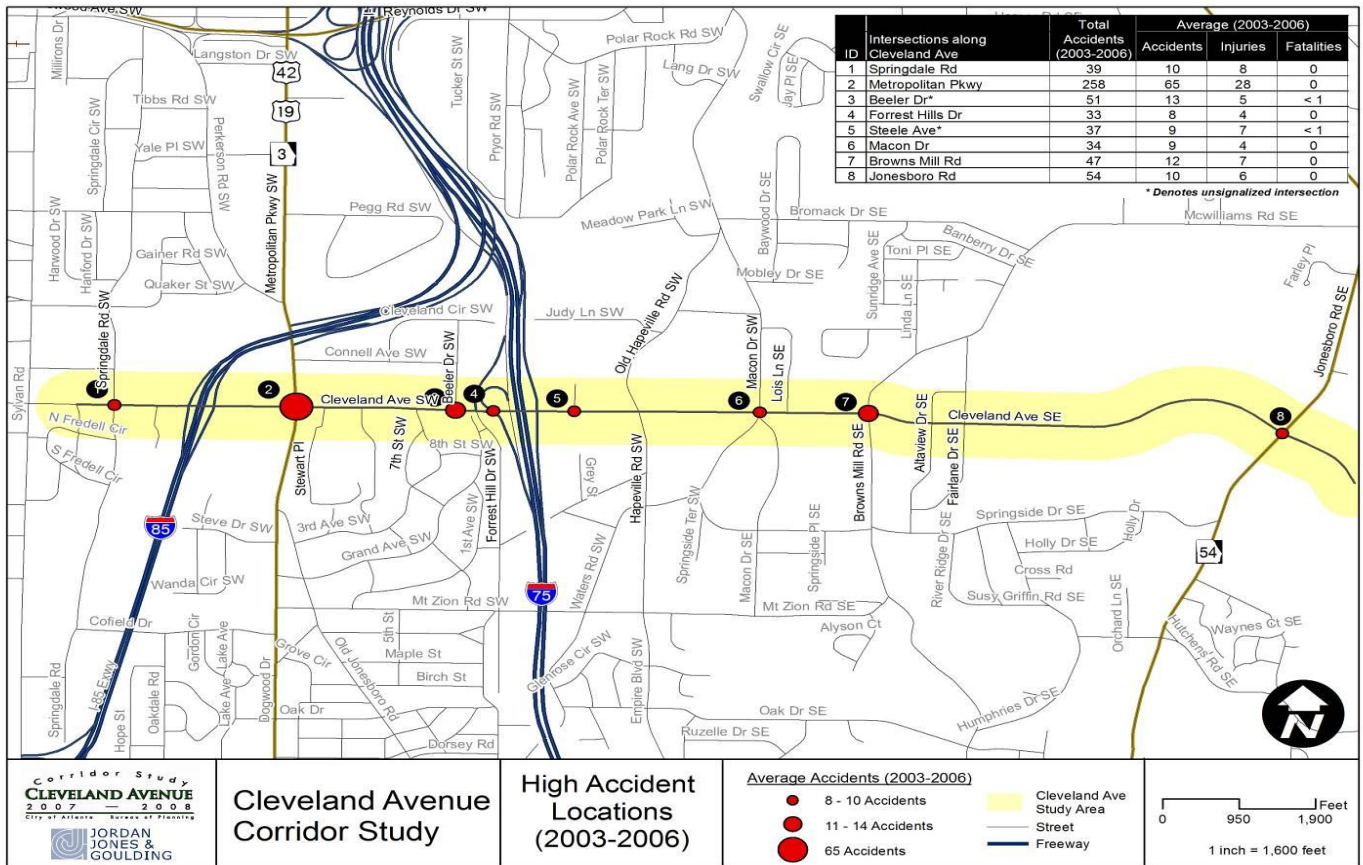 Langston Dr SW
Reynolds Dr SW
Polar Rock Rd SW
Lang Dr SW
Swallow Cir SE
Jay Pl SE
Millirons Dr
42
19
3
Tucker St SW
Pryor Rd SW
Polar Rock Ave SW
Polar Rock Ter SW
Tibbs Rd SW
Perkerson Rd SW
Springdale Cir SW
Yale Pl SW
ID Intersections along Cleveland Ave Total Accidents (2003-2006) Average (2003-2006) Accidents Injuries Fatalities
1 Springdale Rd 39 10 8 0
2 Metropolitan Pkwy 258 65 28 0
3 Beeler Dr* 51 13 5 < 1
4 Forrest Hills Dr 33 8 4 0
5 Steele Ave* 37 9 7 < 1
6 Macon Dr 34 9 4 0
7 Browns Mill Rd 47 12 7 0
8 Jonesboro Rd 54 10 6 0
* Denotes unsignalized intersection
Harwood Dr SW
Hanford Dr SW
Gainer Rd SW
Quaker St SW
Metropolitan Pkwy SW
Pegg Rd SW
Meadow Park Ln SW
Baywood Dr SE
Bromack Dr SE
Mcwilliams Rd SE
Banberry Dr SE
Toni Pl SE
Sunridge Ave SE
Linda Ln SE
Mobley Dr SE
Farley Pl
Jonesboro Rd SE
Cleveland Cir SW
Judy Ln SW
Old Hapeville Rd SW
Connell Ave SW
Springdale Rd SW
Beeler Dr SW
Macon Dr SW
Lois Ln SE
Sylvan Rd
2
4
5
6
7
8
Cleveland Ave SW
Cleveland Ave SE
N Fredell Cir
S Fredell Cir
Stewart Pl
7th St SW
8th St SW
Forrest Hill Dr SW
1st Ave SW
Grey St
Hapeville Rd SW
Browns Mill Rd SE
Altaview Dr SE
Fairlane Dr SE
85
Steve Dr SW
3rd Ave SW
Grand Ave SW
Wanda Cir SW
Mt Zion Rd SW
75
Waters Rd SW
Springside Ter SW
Macon Dr SE
Springside Pl SE
Mt Zion Rd SE
Alyson Ct
River Ridge Dr SE
Springside Dr SE
Holly Dr
Holly Dr SE
Cross Rd
Susy Griffin Rd SE
Orchard Ln SE
54
Waynes Ct SE
Hutchens Rd SE
Cofield Dr
Gordon Cir
Lake Ave
Lake Ave
Grove Cir
Old Jonesboro Rd
5th St
Maple St
Birch St
Glenrose Cir SW
Empire Blvd SW
Springdale Rd
I-85 Exwy
Hope St
Oakdale Rd
Dogwood Dr
Oak Dr
Dorsey Rd
Oak Dr SE
Ruzelle Dr SE
Humphries Dr SE
N
Corridor Study
CLEVELAND AVENUE
2007 — 2008
City of Atlanta Bureau of Planning
JORDAN
JONES &
GOULDING
Cleveland Avenue
Corridor Study
High Accident
Locations
(2003-2006)
Average Accidents (2003-2006)
8 - 10 Accidents
11 - 14 Accidents
65 Accidents
Cleveland Ave
Study Area
Street
Freeway
Feet
0 950 1,900
1 inch = 1,600 feet